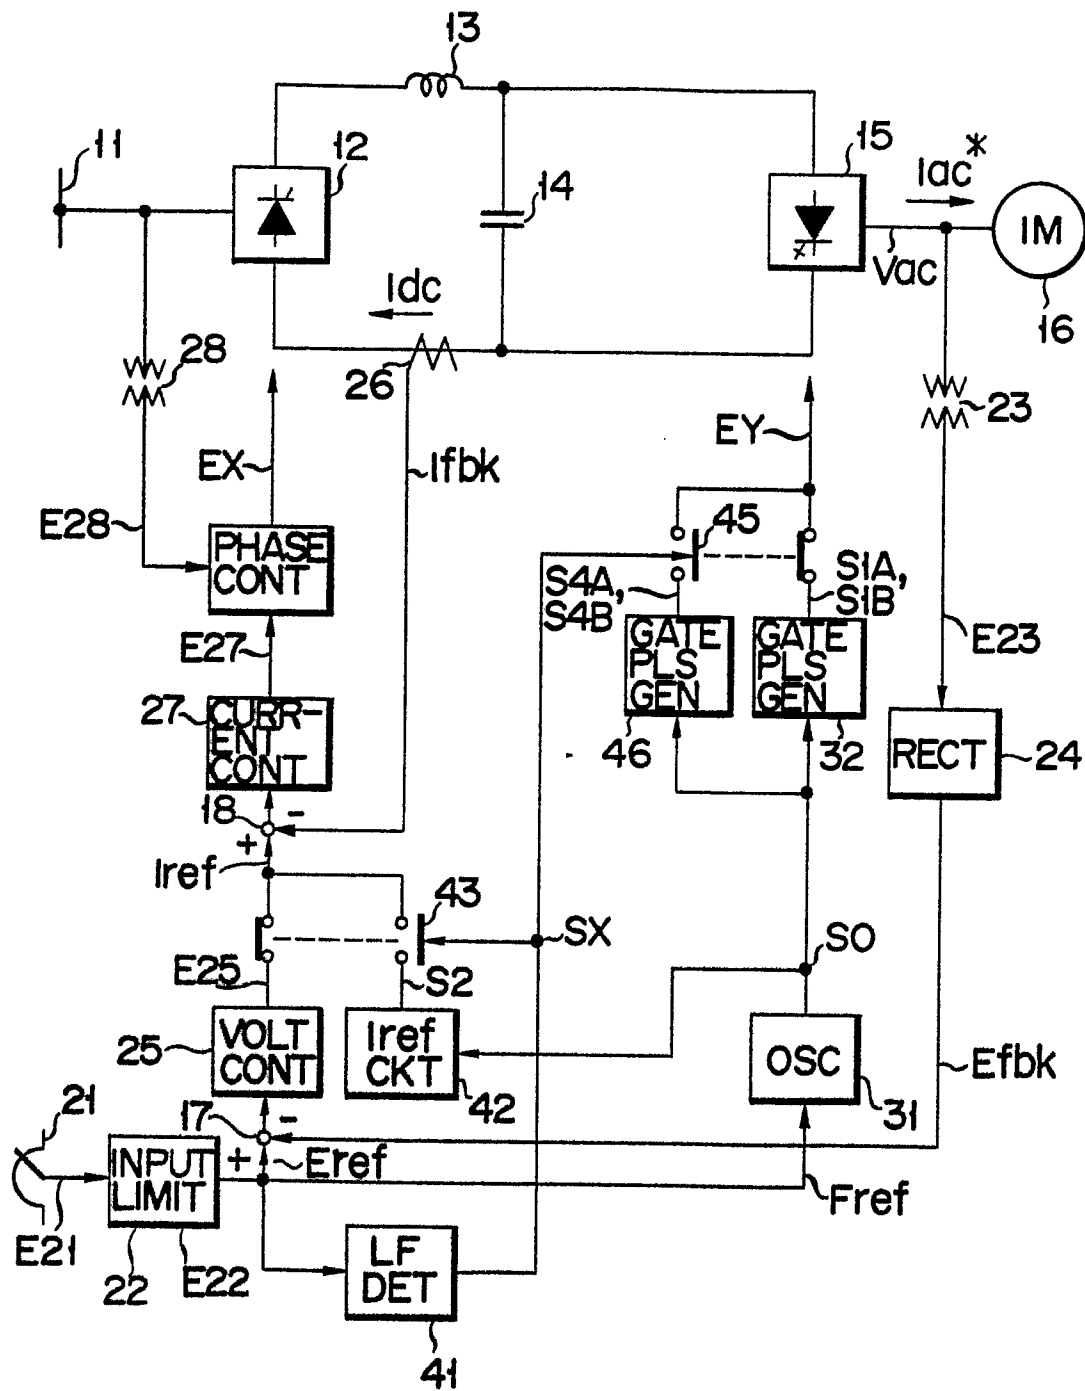 13
11
12
15
Iac*
14
IM
Vac
16
Idc
28
26
23
EY
EX
Ifbk
E28
45
PHASE
CONT
S4A,
S4B
S1A,
S1B
E27
GATE
PLS
GEN
GATE
PLS
GEN
E23
27
CURR-
ENT
CONT
46
32
RECT
24
18
-
+
Iref
43
SX
SO
E25
S2
25
VOLT
CONT
Iref
CKT
42
OSC
31
Efbk
21
17
-
+
Eref
INPUT
LIMIT
Fref
E21
22
E22
LF
DET
41